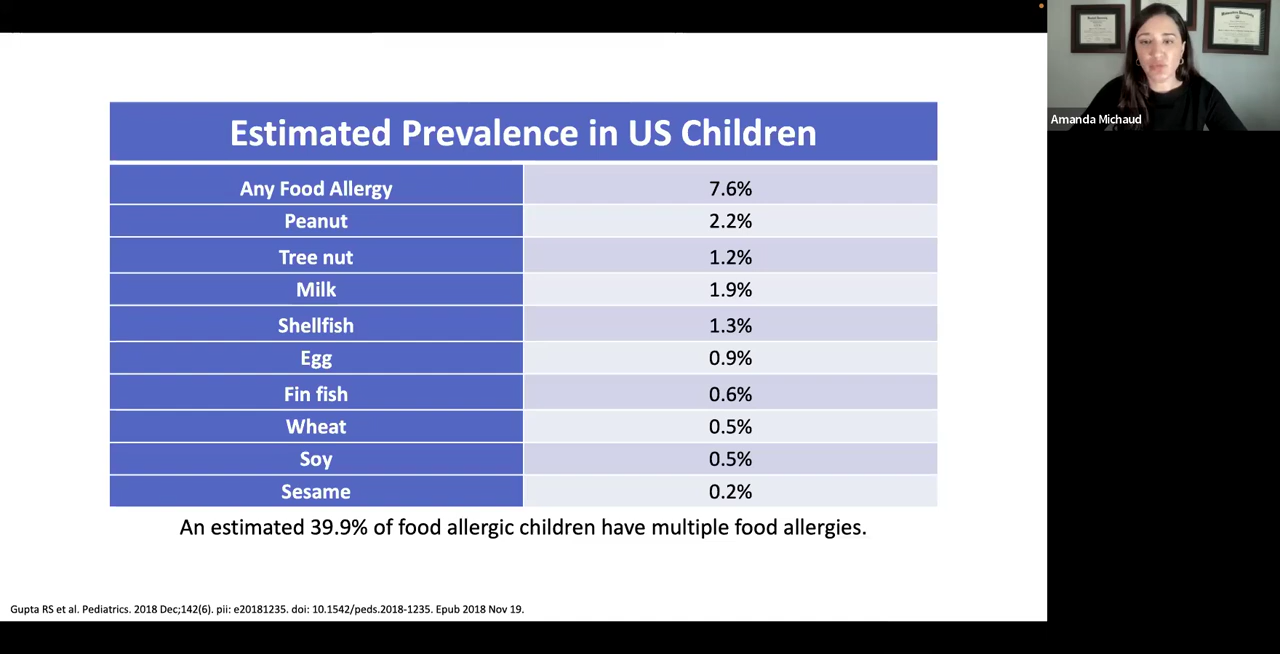 Estimated Prevalence in US Children
Any Food Allergy 7.6%
Peanut 2.2%
Tree nut 1.2%
Milk 1.9%
Shellfish 1.3%
Egg 0.9%
Fin fish 0.6%
Wheat 0.5%
Soy 0.5%
Sesame 0.2%
An estimated 39.9% of food allergic children have multiple food allergies.
Gupta RS et al. Pediatrics. 2018 Dec;142(6). pii: e20181235. doi: 10.1542/peds.2018-1235. Epub 2018 Nov 19.
Amanda Michaud